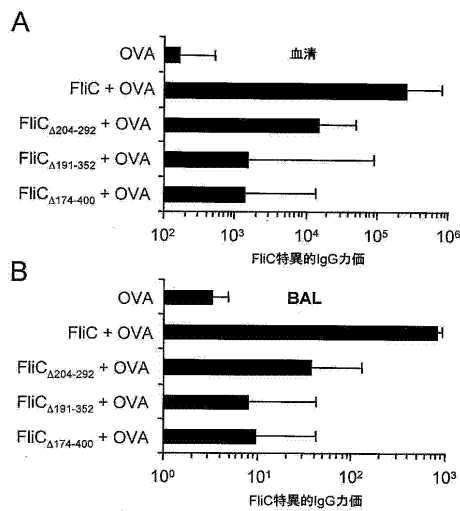 A
血清
OVA
FliC + OVA
FliCΔ204-292 + OVA
FliCΔ191-352 + OVA
FliCΔ174-400 + OVA
10² 10³ 10⁴ 10⁵ 10⁶
FliC特異的IgG力価
B
BAL
OVA
FliC + OVA
FliCΔ204-292 + OVA
FliCΔ191-352 + OVA
FliCΔ174-400 + OVA
10⁰ 10¹ 10² 10³
FliC特異的IgG力価